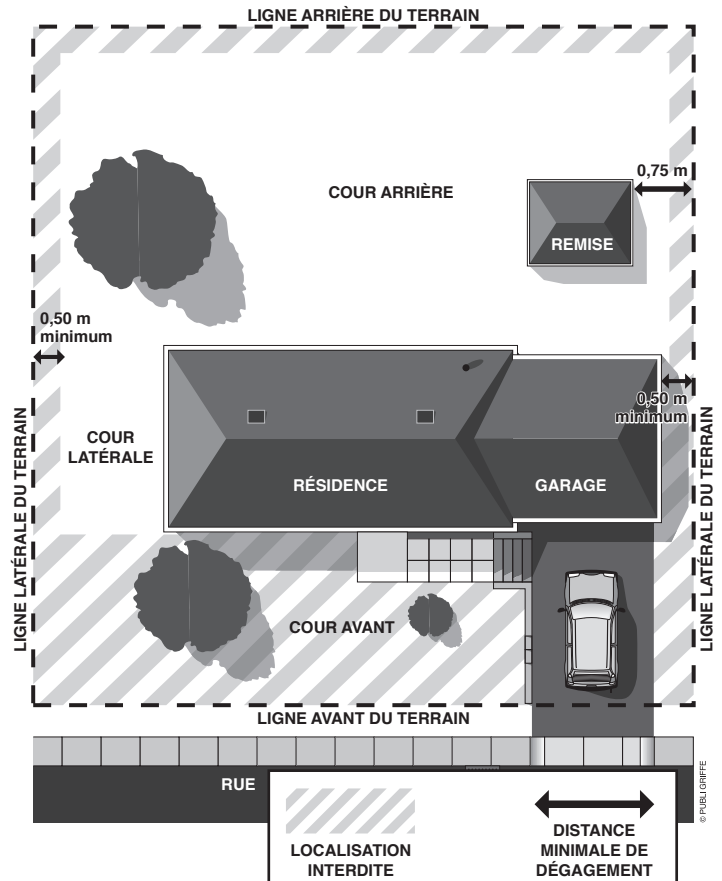 LIGNE ARRIÈRE DU TERRAIN
0,75 m
COUR ARRIÈRE
REMISE
0,50 m
minimum
0,50 m
minimum
COUR
LATÉRALE
RÉSIDENCE
GARAGE
LIGNE LATÉRALE DU TERRAIN
LIGNE LATÉRALE DU TERRAIN
COUR AVANT
LIGNE AVANT DU TERRAIN
RUE
© PUBLI GRIFFE
LOCALISATION
INTERDITE
DISTANCE
MINIMALE DE
DÉGAGEMENT